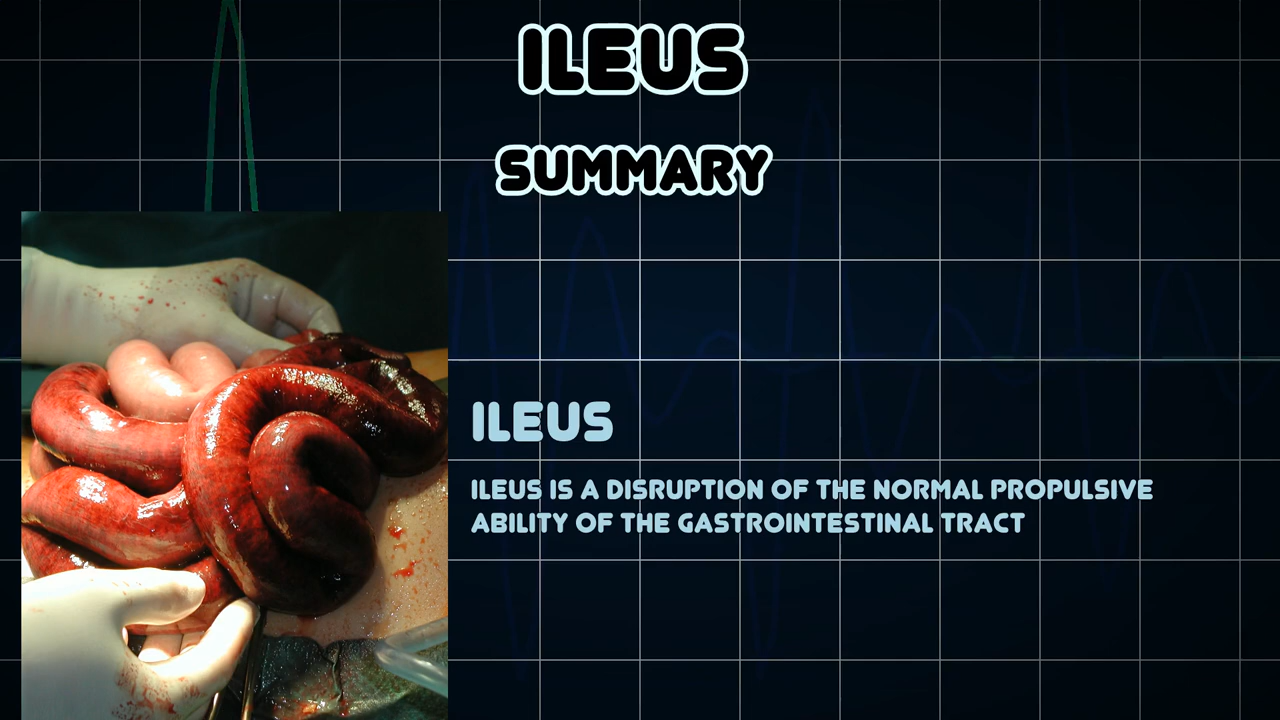 ILEUS
SUMMARY
ILEUS
ILEUS IS A DISRUPTION OF THE NORMAL PROPULSIVE
ABILITY OF THE GASTROINTESTINAL TRACT